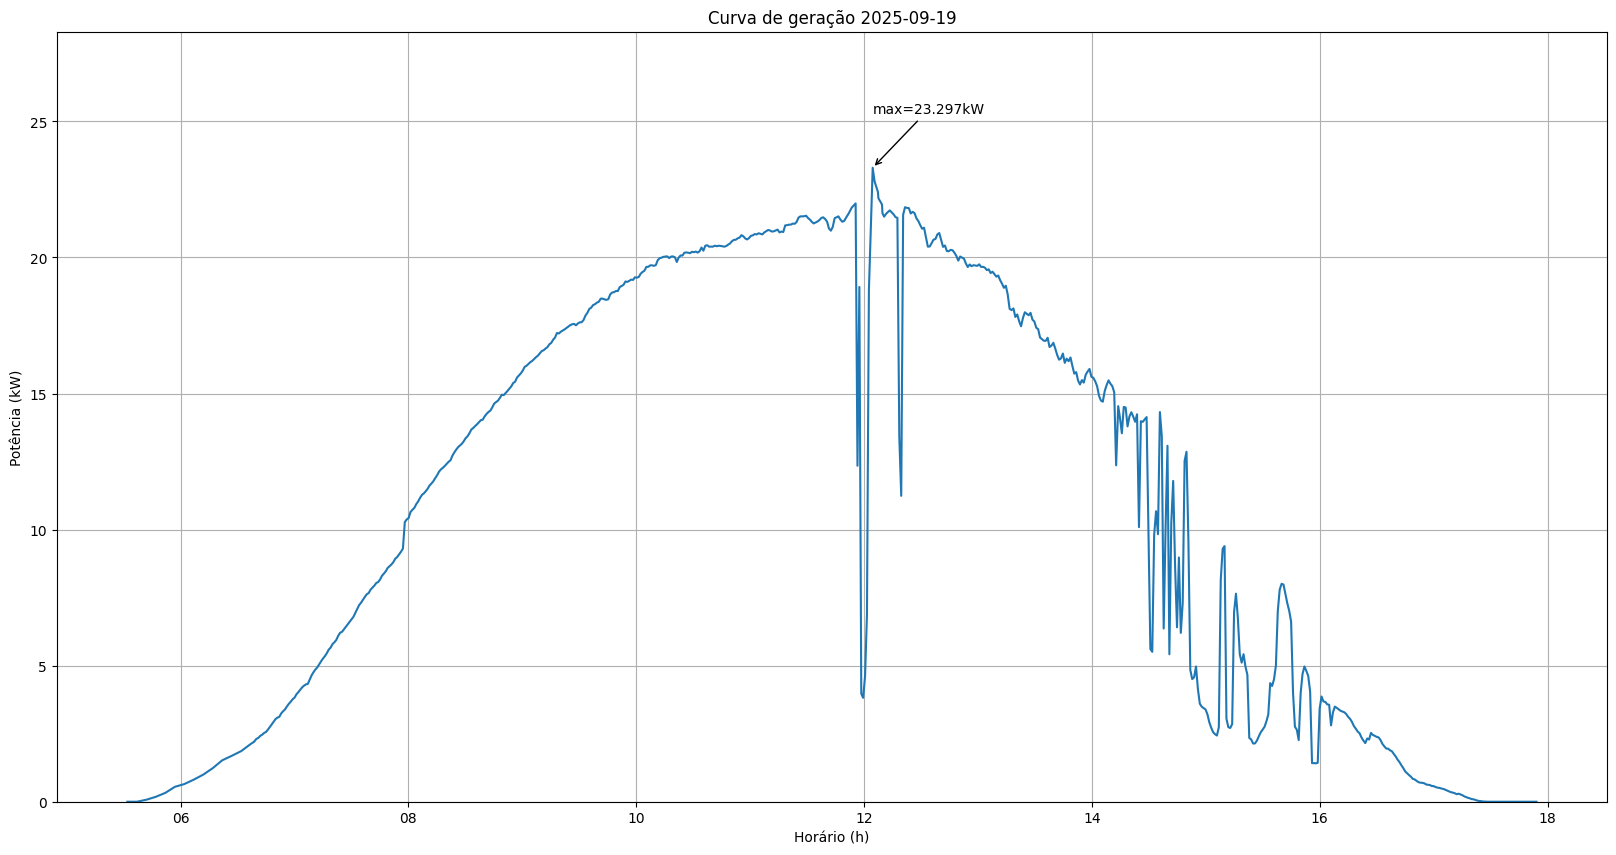 Curva de geração 2025-09-19
max=23.297kW
25
20
15
10
5
0
Potência (kW)
06 08 10 12 14 16 18
Horário (h)